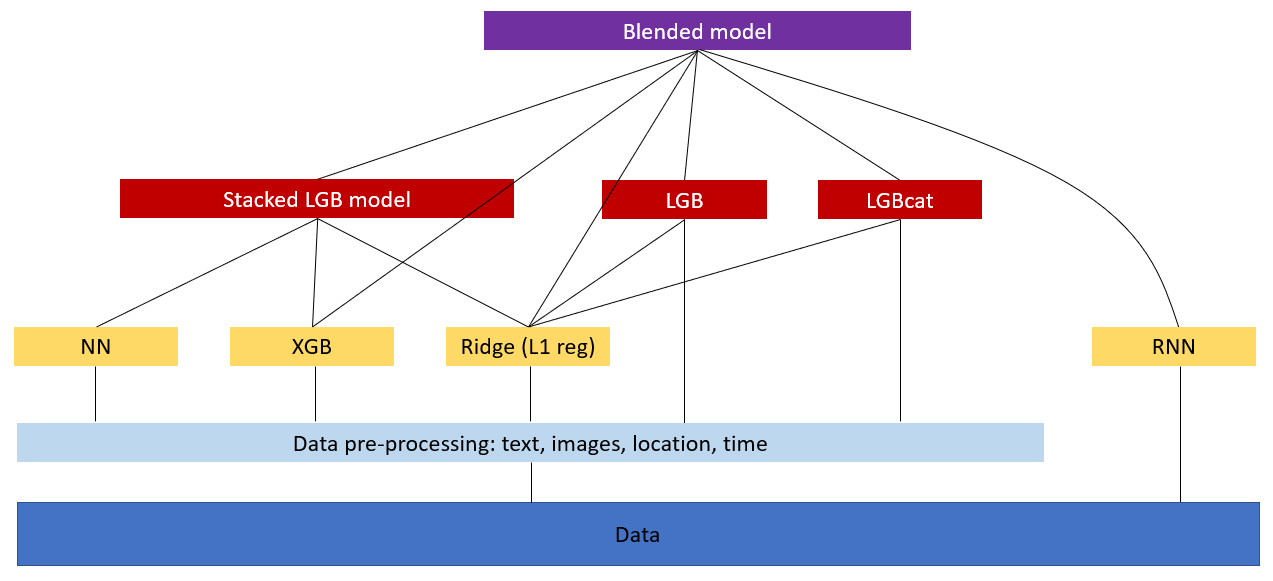 Blended model
Stacked LGB model
LGB
LGBcat
NN
XGB
Ridge (L1 reg)
RNN
Data pre-processing: text, images, location, time
Data